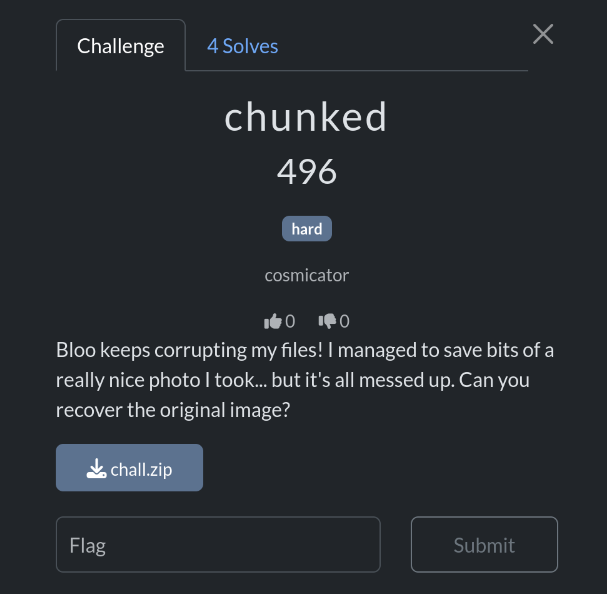 Challenge
4 Solves
chunked
496
hard
cosmicator
0 0
Bloo keeps corrupting my files! I managed to save bits of a
really nice photo I took... but it's all messed up. Can you
recover the original image?
chall.zip
Flag
Submit